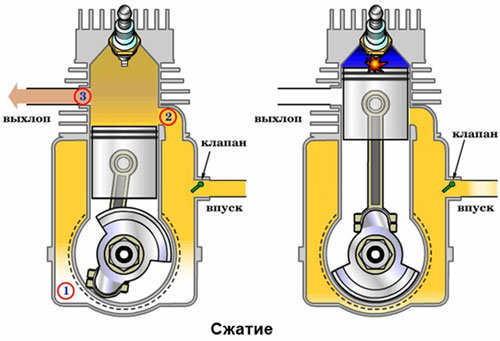 3
2
выхлоп
клапан
впуск
1
выхлоп
клапан
впуск
Сжатие